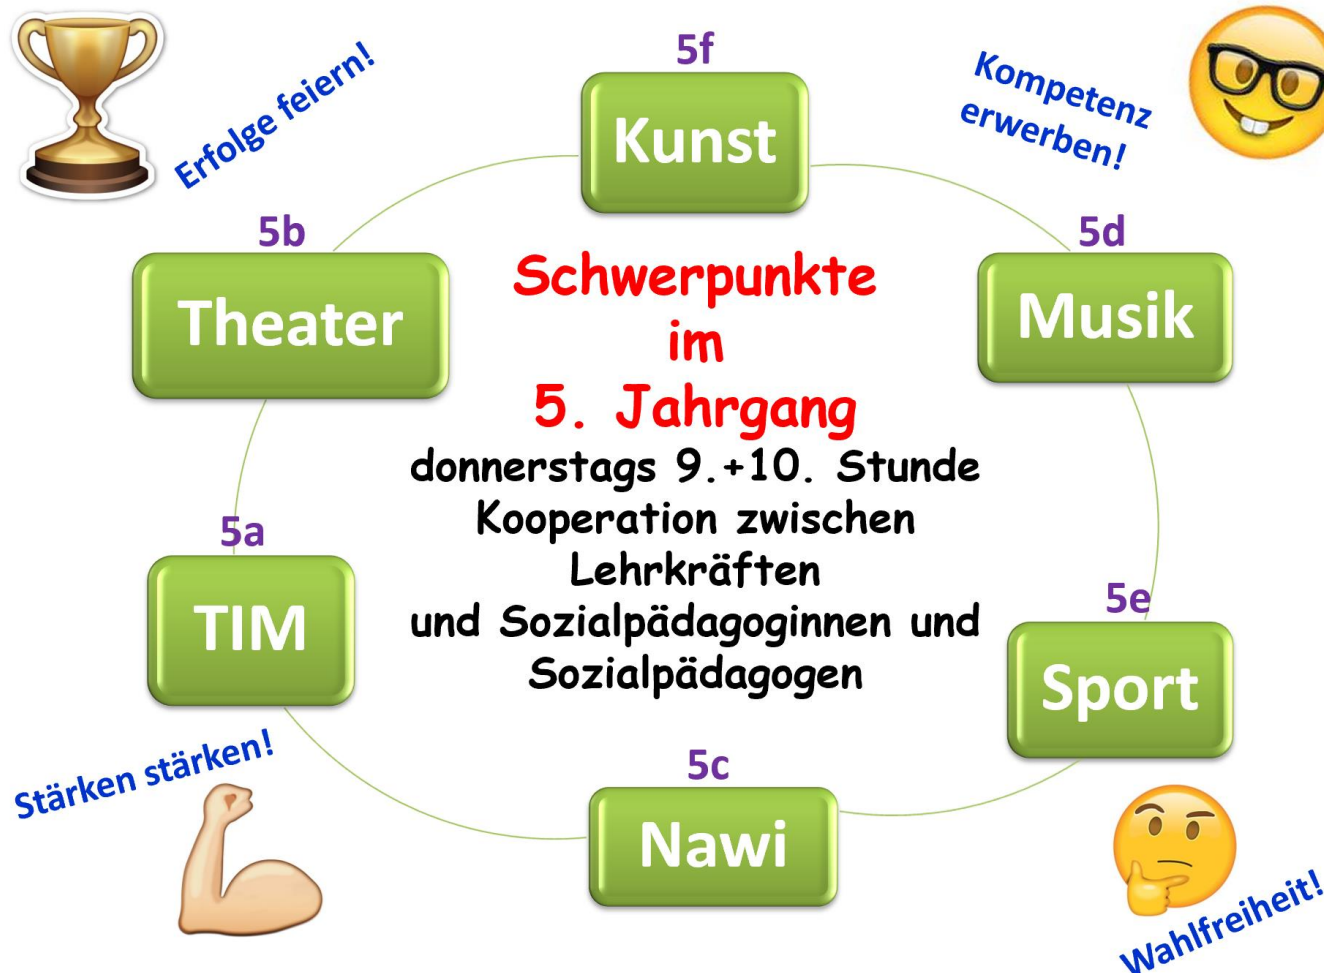 5f
Kunst
Erfolge feiern!
Kompetenz
erwerben!
5b
Theater
5d
Musik
Schwerpunkte
im
5. Jahrgang
donnerstags 9.+10. Stunde
Kooperation zwischen
Lehrkräften
und Sozialpädagoginnen und
Sozialpädagogen
5a
TIM
5e
Sport
Stärken stärken!
5c
Nawi
Wahlfreiheit!